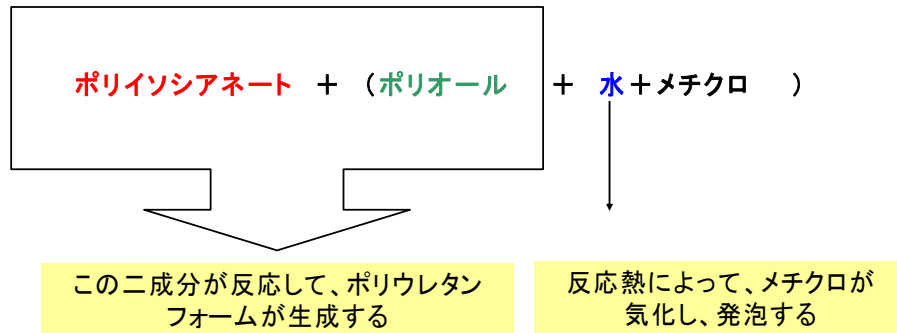 ポリイソシアネート + (ポリオール + 水+メチクロ )
この二成分が反応して、ポリウレタン
フォームが生成する
反応熱によって、メチクロが
気化し、発泡する